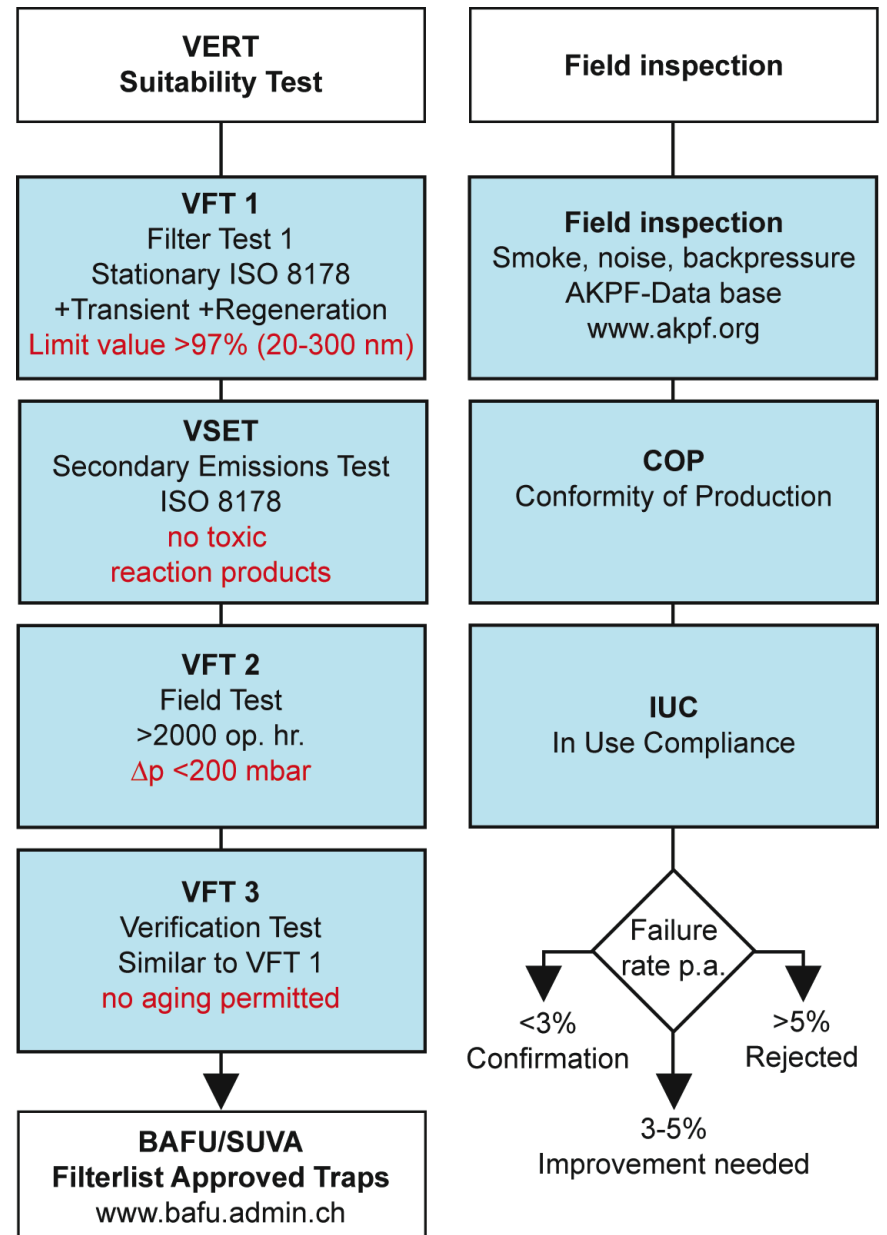 VERT
Suitability Test
VFT 1
Filter Test 1
Stationary ISO 8178
+Transient +Regeneration
Limit value >97% (20-300 nm)
VSET
Secondary Emissions Test
ISO 8178
no toxic
reaction products
VFT 2
Field Test
>2000 op. hr.
Δp <200 mbar
VFT 3
Verification Test
Similar to VFT 1
no aging permitted
BAFU/SUVA
Filterlist Approved Traps
www.bafu.admin.ch
Field inspection
Field inspection
Smoke, noise, backpressure
AKPF-Data base
www.akpf.org
COP
Conformity of Production
IUC
In Use Compliance
Failure
rate p.a.
<3%
Confirmation
>5%
Rejected
3-5%
Improvement needed